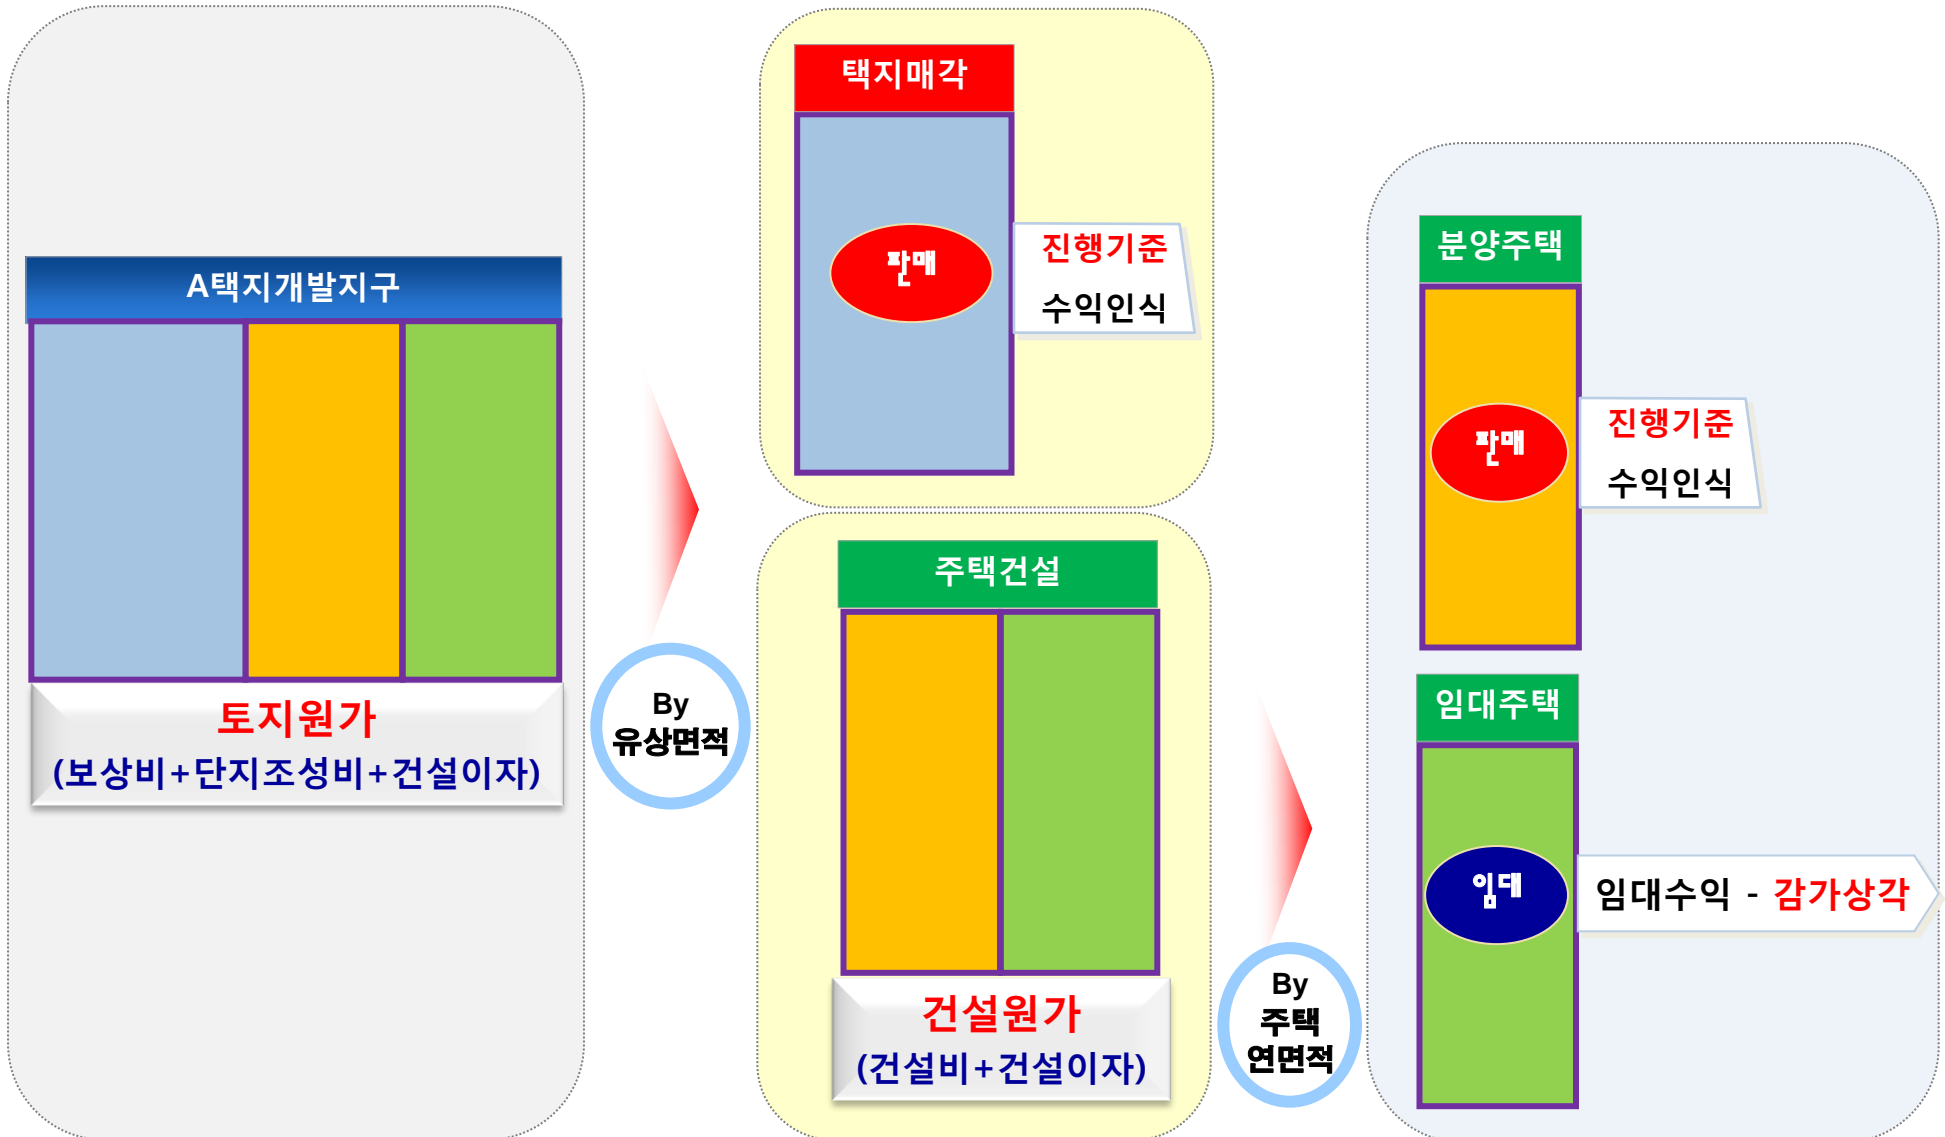 A택지개발지구
토지원가
(보상비+단지조성비+건설이자)
By
유상면적
택지매각
판매
진행기준
수익인식
주택건설
건설원가
(건설비+건설이자)
By
주택
연면적
분양주택
판매
진행기준
수익인식
임대주택
임대
임대수익 - 감가상각